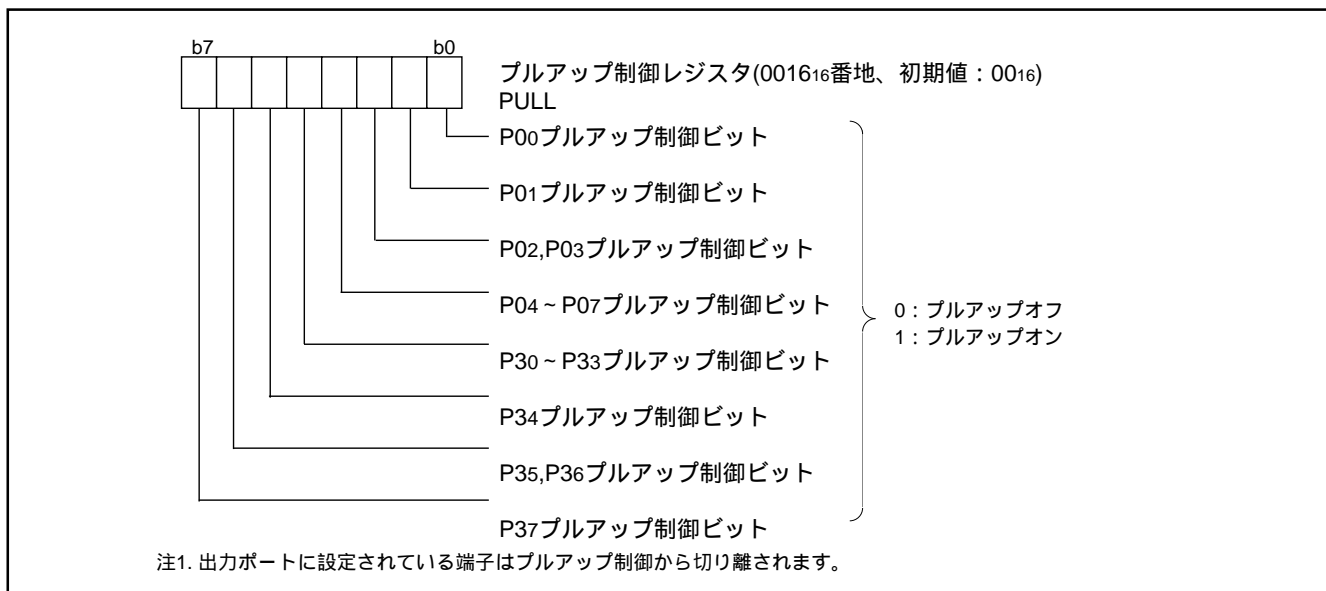 b7 b0
プルアップ制御レジスタ(001616番地、初期値：0016)
PULL
P00プルアップ制御ビット
P01プルアップ制御ビット
P02,P03プルアップ制御ビット
P04～P07プルアップ制御ビット
0：プルアップオフ
1：プルアップオン
P30～P33プルアップ制御ビット
P34プルアップ制御ビット
P35,P36プルアップ制御ビット
P37プルアップ制御ビット
注1. 出力ポートに設定されている端子はプルアップ制御から切り離されます。